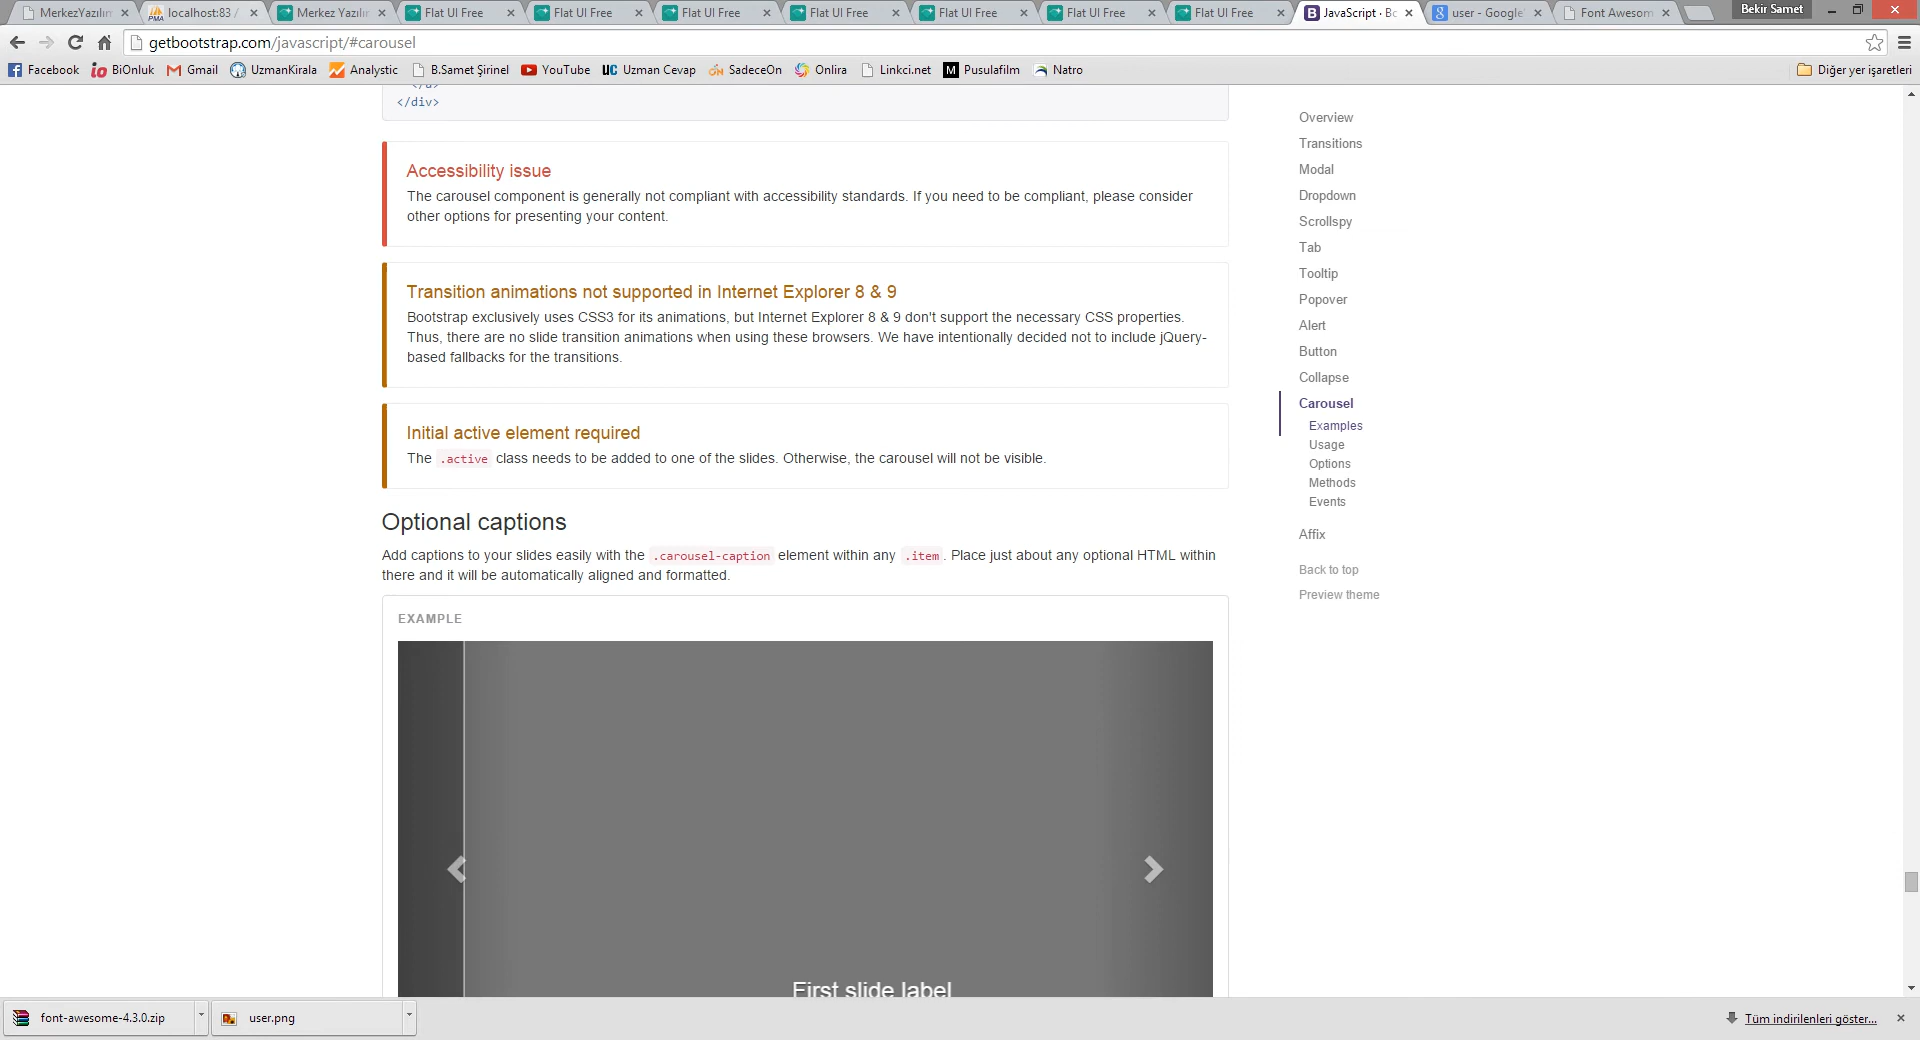 MerkezYazılım
localhost:83 /
Merkez Yazılım
Flat UI Free
Flat UI Free
Flat UI Free
Flat UI Free
Flat UI Free
Flat UI Free
Flat UI Free
JavaScript · Bo
user - Google
Font Awesom
Bekir Samet
getbootstrap.com/javascript/#carousel
Facebook
BiOnluk
Gmail
UzmanKirala
Analystic
B.Samet Şirinel
YouTube
UC Uzman Cevap
SadeceOn
Onlira
Linkci.net
M Pusulafilm
Natro
Diğer yer işaretleri
</a>
</div>
Accessibility issue
The carousel component is generally not compliant with accessibility standards. If you need to be compliant, please consider
other options for presenting your content.
Transition animations not supported in Internet Explorer 8 & 9
Bootstrap exclusively uses CSS3 for its animations, but Internet Explorer 8 & 9 don't support the necessary CSS properties.
Thus, there are no slide transition animations when using these browsers. We have intentionally decided not to include jQuery-
based fallbacks for the transitions.
Initial active element required
The .active class needs to be added to one of the slides. Otherwise, the carousel will not be visible.
Optional captions
Add captions to your slides easily with the .carousel-caption element within any .item. Place just about any optional HTML within
there and it will be automatically aligned and formatted.
EXAMPLE
First slide label
Overview
Transitions
Modal
Dropdown
Scrollspy
Tab
Tooltip
Popover
Alert
Button
Collapse
Carousel
Examples
Usage
Options
Methods
Events
Affix
Back to top
Preview theme
font-awesome-4.3.0.zip
user.png
Tüm indirilenleri göster...